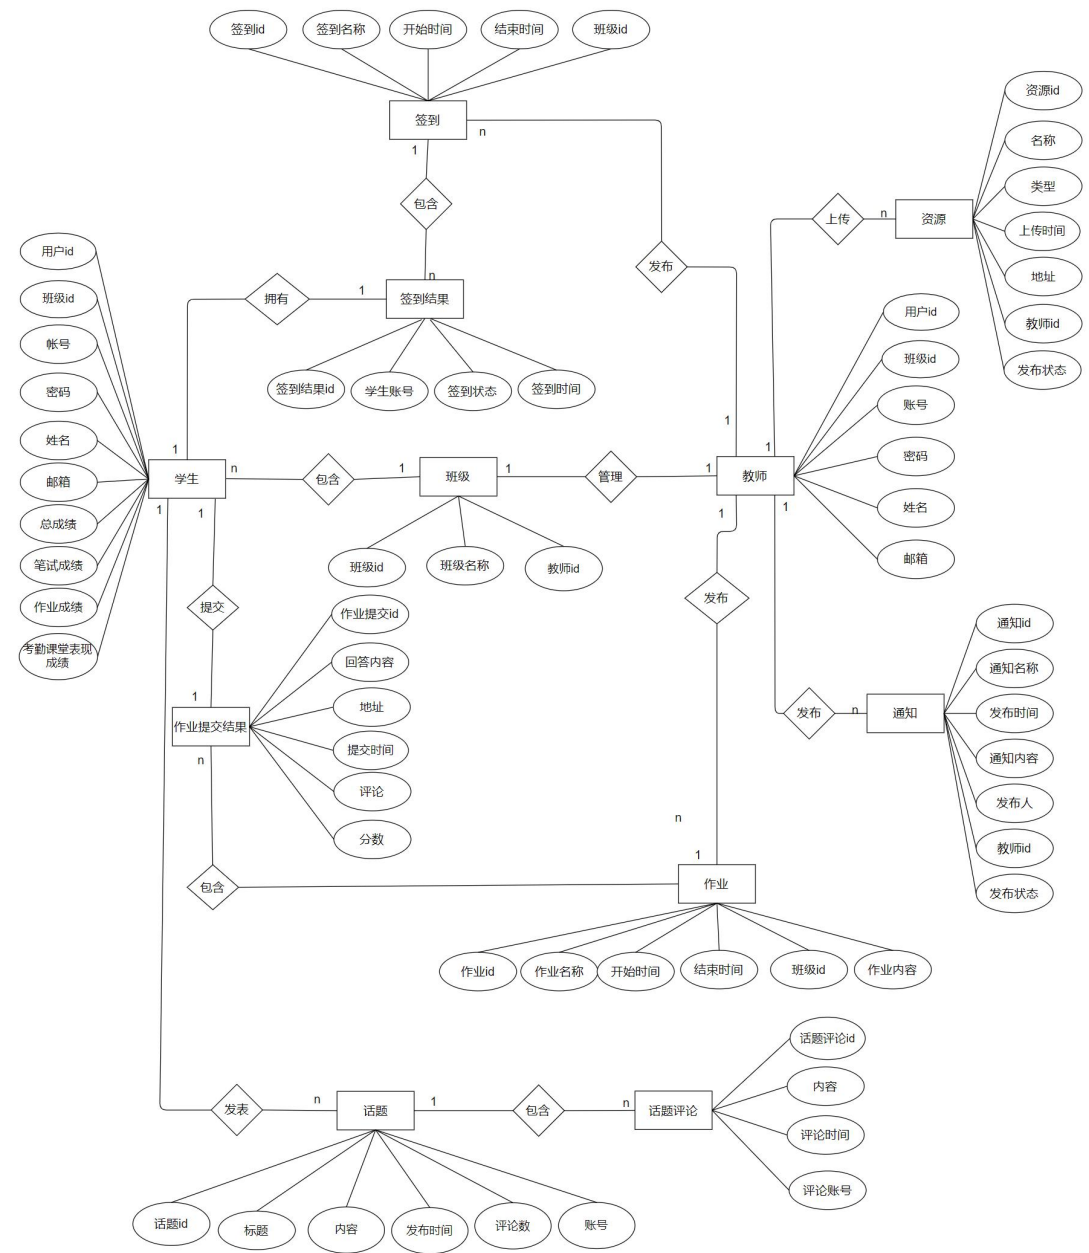 签到id
签到名称
开始时间
结束时间
班级id
签到
n
1
包含
n
签到结果
签到结果id
学生账号
签到状态
签到时间
拥有
1
发布
1
上传
n
资源
资源id
名称
类型
上传时间
地址
教师id
发布状态
用户id
班级id
帐号
密码
姓名
邮箱
总成绩
笔试成绩
作业成绩
考勤课堂表现
成绩
1
学生
n
1
1
包含
1
班级
1
班级id
班级名称
教师id
管理
1
教师
1
1
1
用户id
班级id
账号
密码
姓名
邮箱
提交
1
作业提交结果
n
作业提交id
回答内容
地址
提交时间
评论
分数
发布
n
1
发布
n
通知
通知id
通知名称
发布时间
通知内容
发布人
教师id
发布状态
包含
作业
作业id
作业名称
开始时间
结束时间
班级id
作业内容
发表
n
话题
1
包含
n
话题评论
话题评论id
内容
评论时间
评论账号
话题id
标题
内容
发布时间
评论数
账号